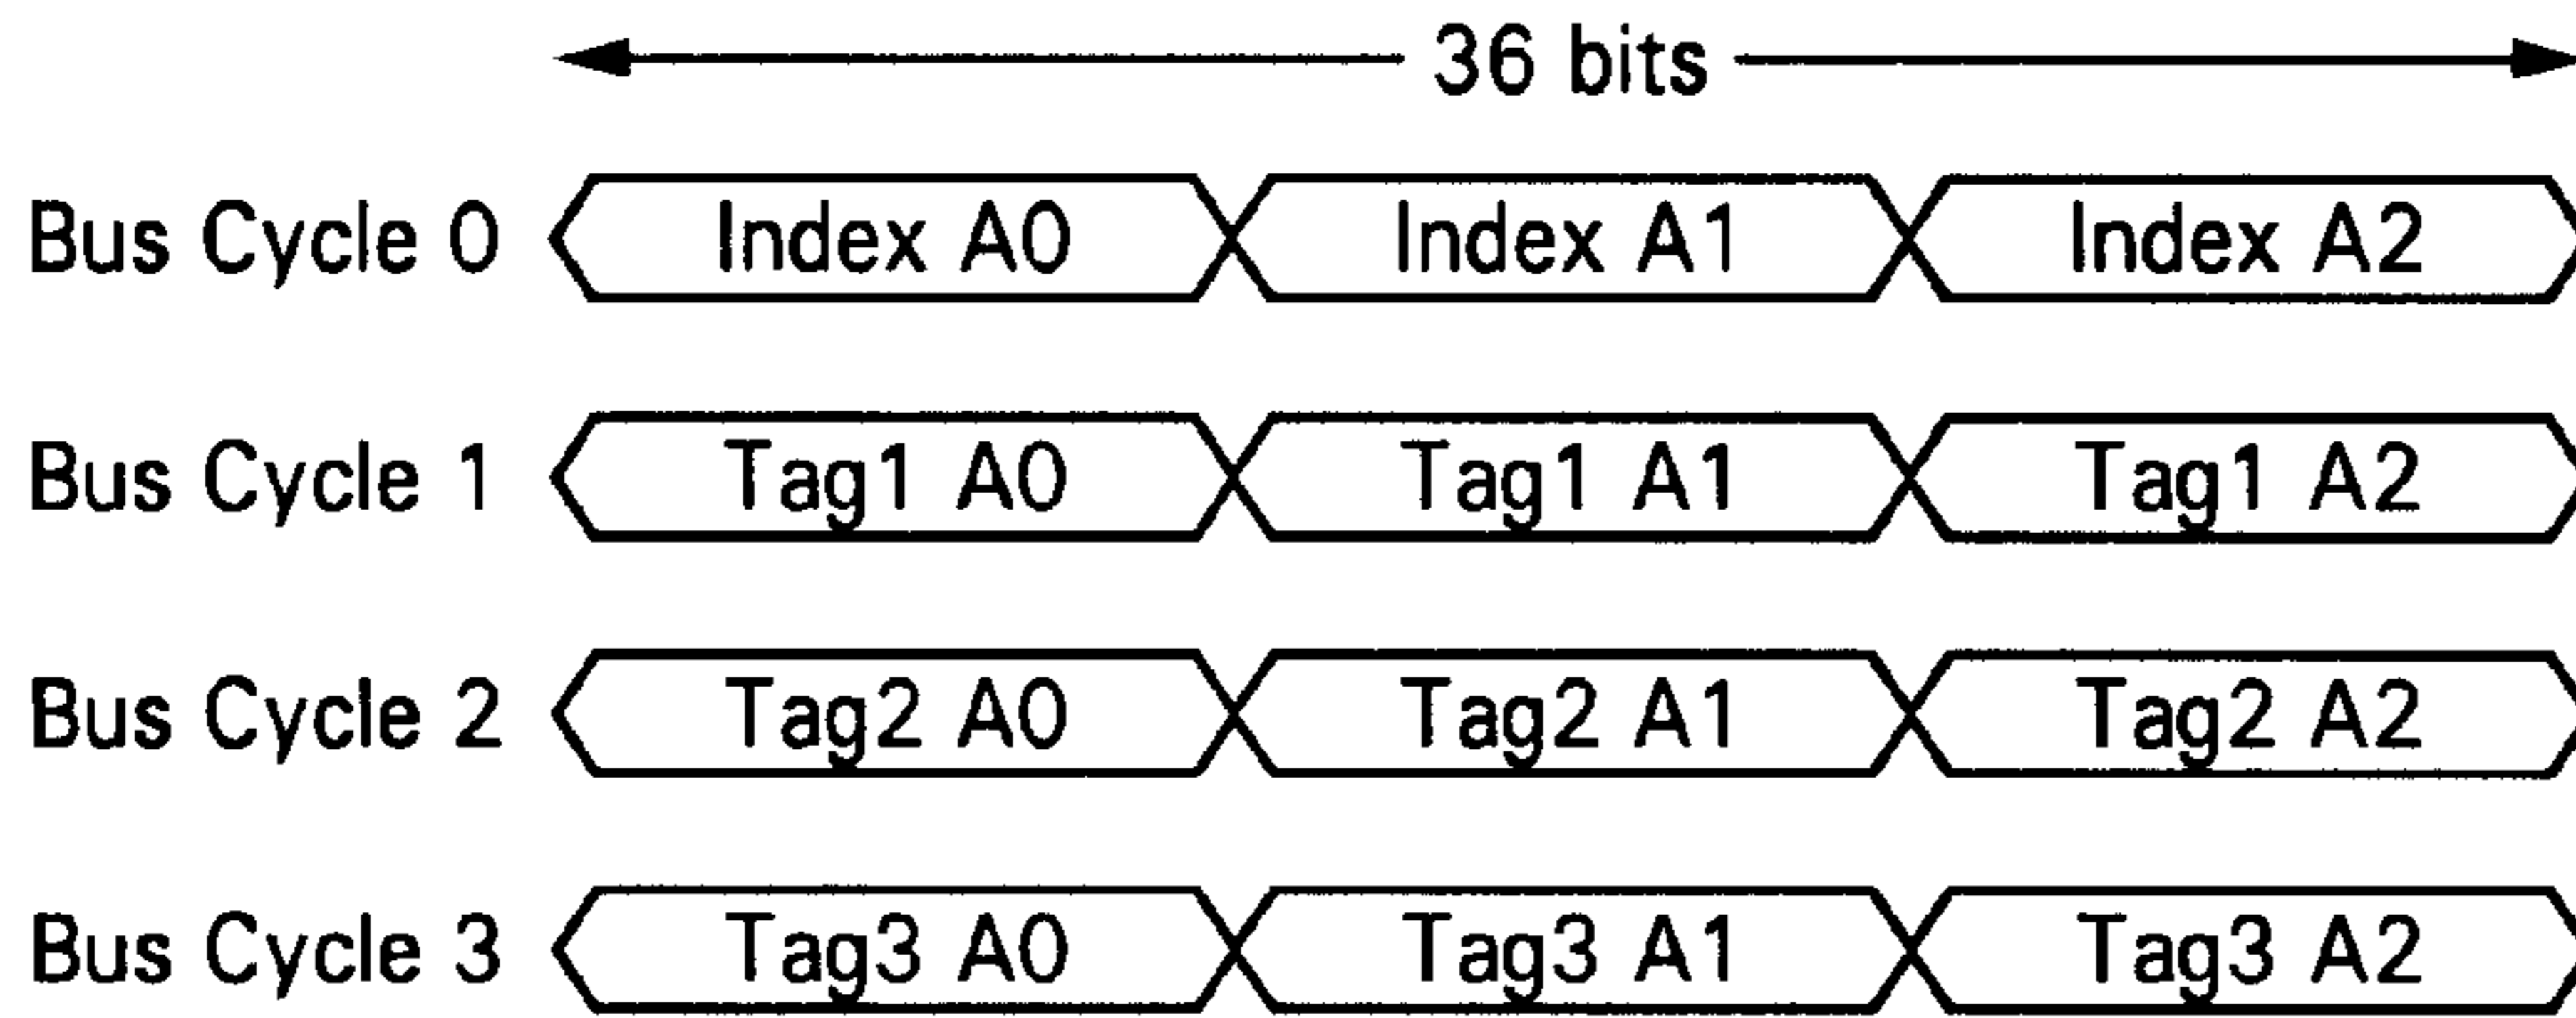 36 bits
Bus Cycle 0 Index A0 Index A1 Index A2
Bus Cycle 1 Tag1 A0 Tag1 A1 Tag1 A2
Bus Cycle 2 Tag2 A0 Tag2 A1 Tag2 A2
Bus Cycle 3 Tag3 A0 Tag3 A1 Tag3 A2